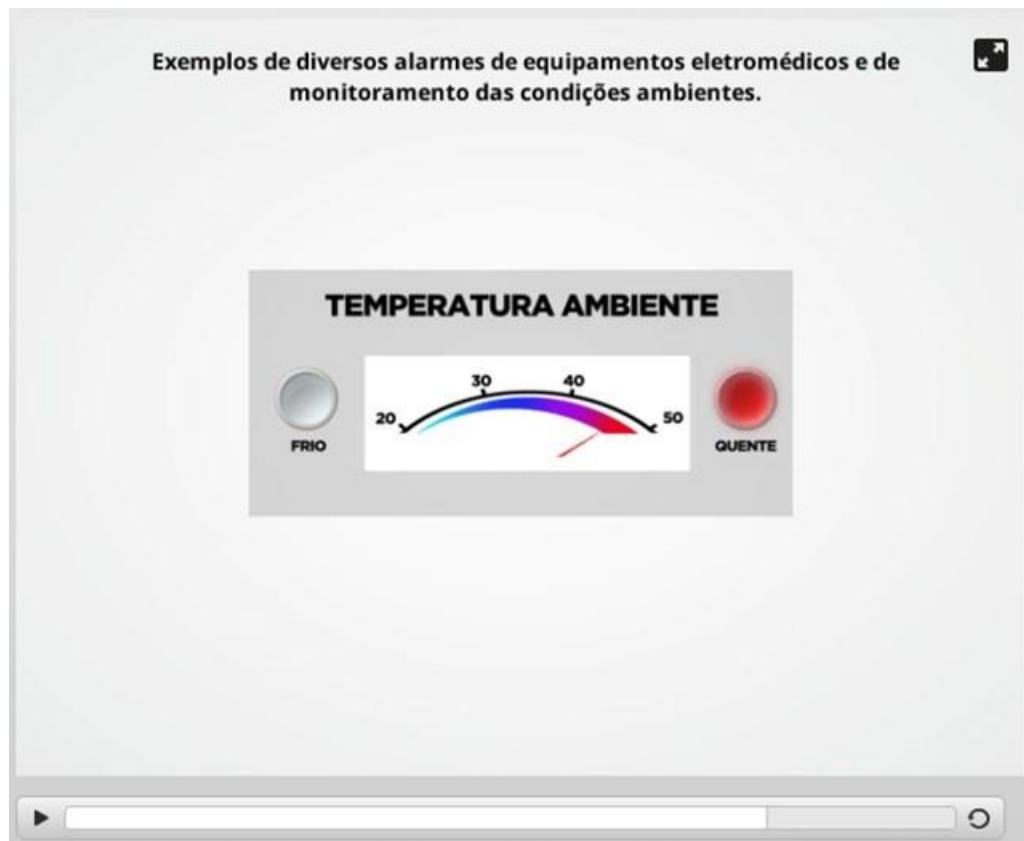 Exemplos de diversos alarmes de equipamentos eletromédicos e de
monitoramento das condições ambientes.
TEMPERATURA AMBIENTE
30 40
20 50
FRIO QUENTE